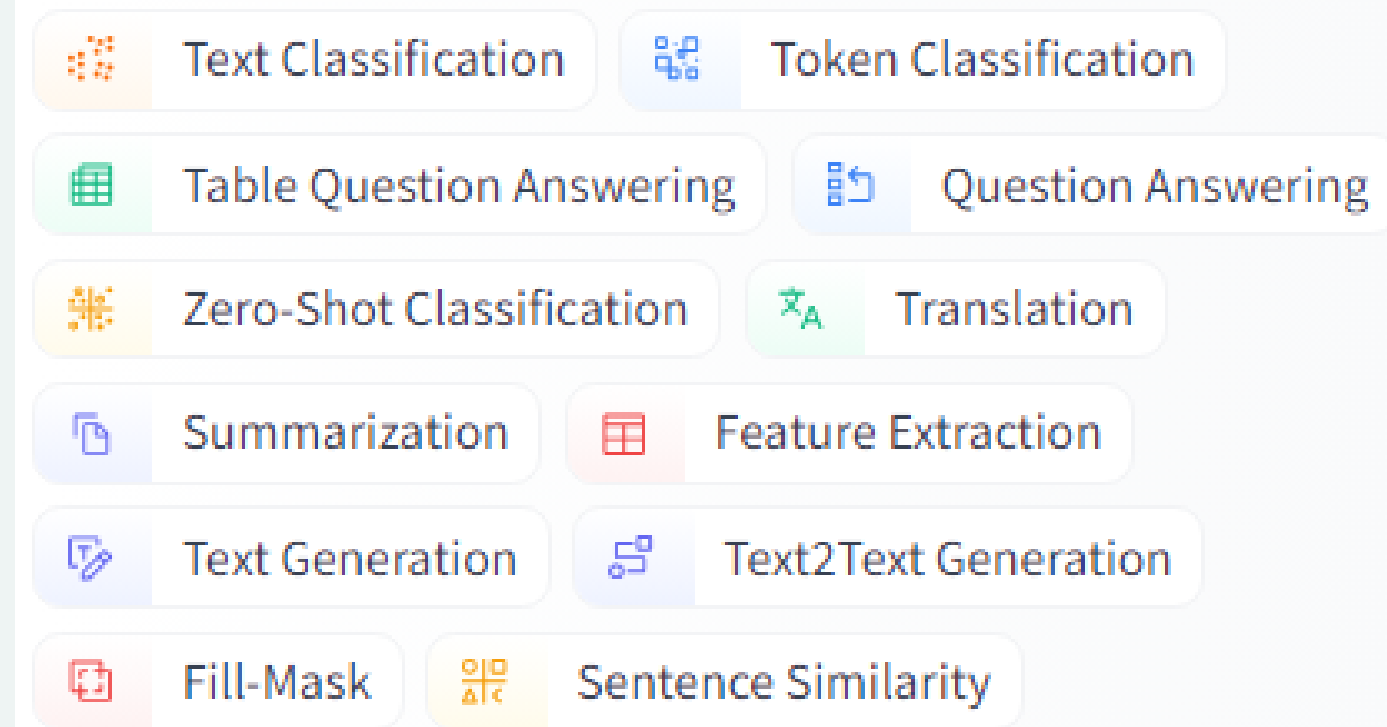 Text Classification
Token Classification
Table Question Answering
Question Answering
Zero-Shot Classification
Translation
Summarization
Feature Extraction
Text Generation
Text2Text Generation
Fill-Mask
Sentence Similarity